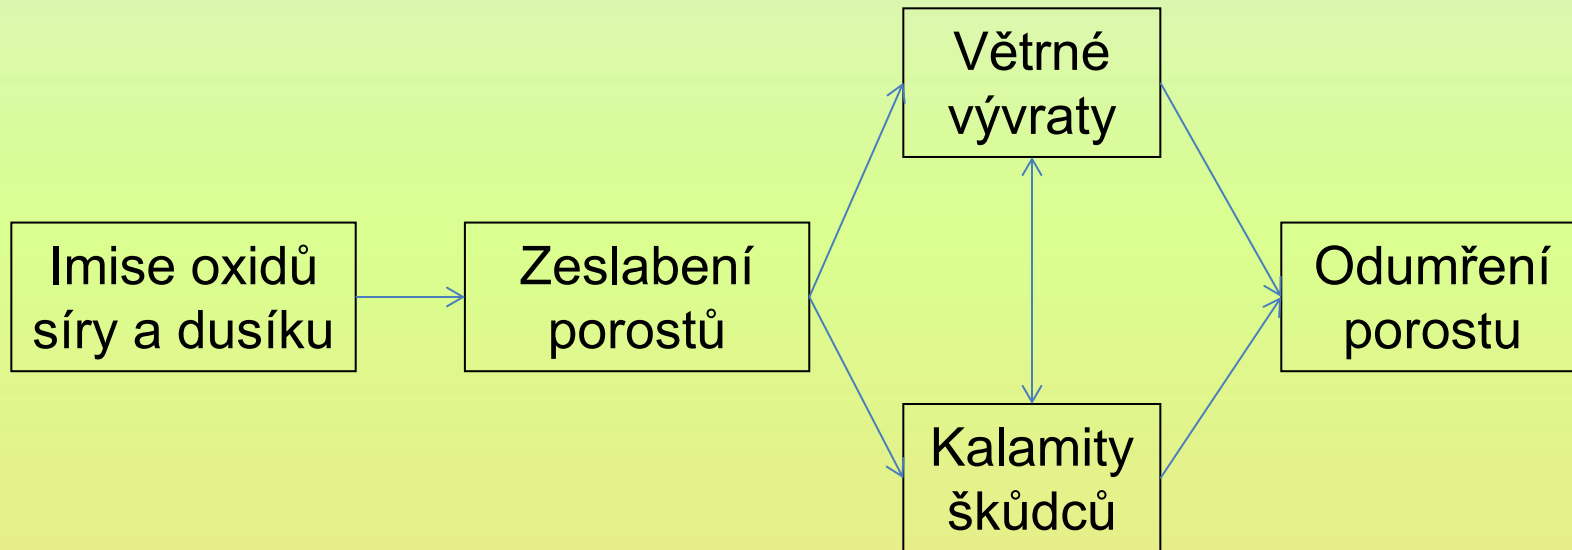 Větrné
vývraty
Imise oxidů
síry a dusíku
Zeslabení
porostů
Odumření
porostu
Kalamity
škůdců